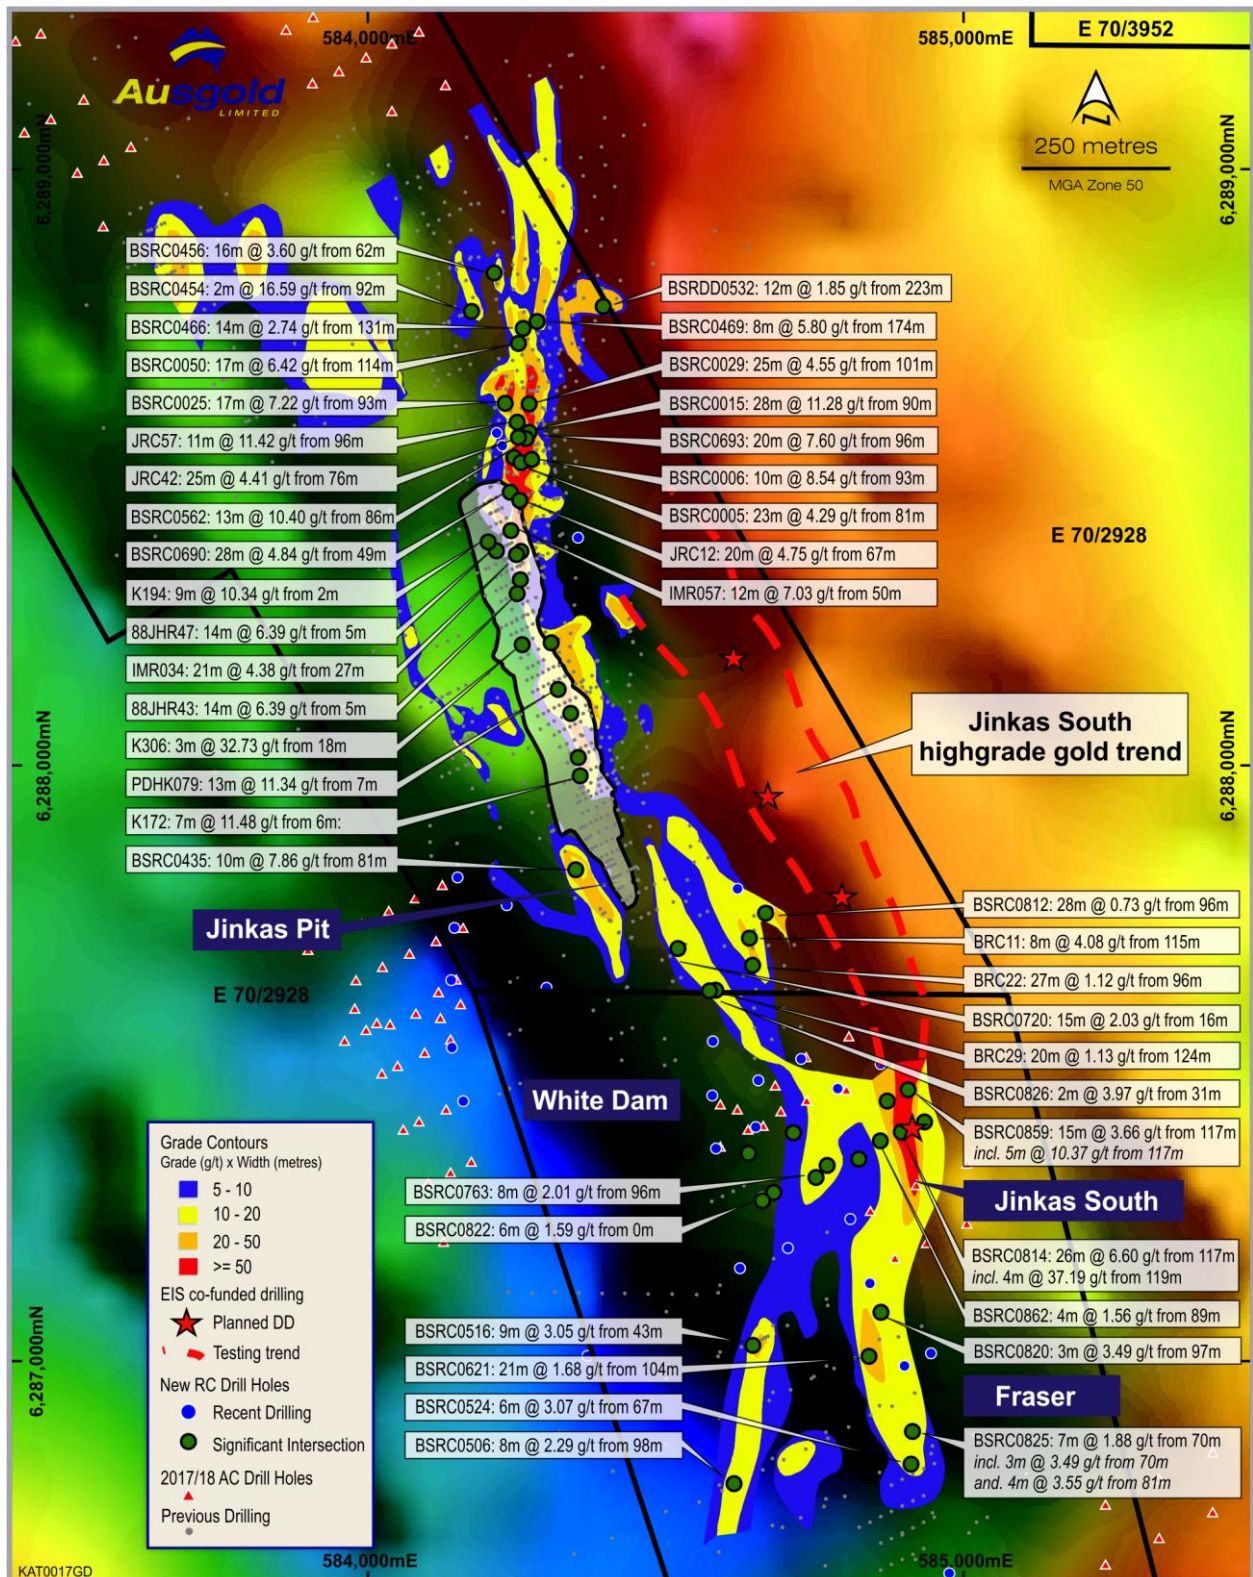 584,000mE
585,000mE
E 70/3952
Ausgold
LIMITED
250 metres
MGA Zone 50
6,289,000mN
6,289,000mN
BSRC0456: 16m @ 3.60 g/t from 62m
BSRC0454: 2m @ 16.59 g/t from 92m
BSRC0466: 14m @ 2.74 g/t from 131m
BSRC0050: 17m @ 6.42 g/t from 114m
BSRC0025: 17m @ 7.22 g/t from 93m
JRC57: 11m @ 11.42 g/t from 96m
JRC42: 25m @ 4.41 g/t from 76m
BSRC0562: 13m @ 10.40 g/t from 86m
BSRC0690: 28m @ 4.84 g/t from 49m
K194: 9m @ 10.34 g/t from 2m
88JHR47: 14m @ 6.39 g/t from 5m
IMR034: 21m @ 4.38 g/t from 27m
88JHR43: 14m @ 6.39 g/t from 5m
K306: 3m @ 32.73 g/t from 18m
PDHK079: 13m @ 11.34 g/t from 7m
K172: 7m @ 11.48 g/t from 6m:
BSRC0435: 10m @ 7.86 g/t from 81m
BSRDD0532: 12m @ 1.85 g/t from 223m
BSRC0469: 8m @ 5.80 g/t from 174m
BSRC0029: 25m @ 4.55 g/t from 101m
BSRC0015: 28m @ 11.28 g/t from 90m
BSRC0693: 20m @ 7.60 g/t from 96m
BSRC0006: 10m @ 8.54 g/t from 93m
BSRC0005: 23m @ 4.29 g/t from 81m
JRC12: 20m @ 4.75 g/t from 67m
IMR057: 12m @ 7.03 g/t from 50m
E 70/2928
Jinkas South
highgrade gold trend
6,288,000mN
6,288,000mN
Jinkas Pit
E 70/2928
BSRC0812: 28m @ 0.73 g/t from 96m
BRC11: 8m @ 4.08 g/t from 115m
BRC22: 27m @ 1.12 g/t from 96m
BSRC0720: 15m @ 2.03 g/t from 16m
BRC29: 20m @ 1.13 g/t from 124m
BSRC0826: 2m @ 3.97 g/t from 31m
BSRC0859: 15m @ 3.66 g/t from 117m
incl. 5m @ 10.37 g/t from 117m
White Dam
Jinkas South
BSRC0763: 8m @ 2.01 g/t from 96m
BSRC0822: 6m @ 1.59 g/t from 0m
BSRC0814: 26m @ 6.60 g/t from 117m
incl. 4m @ 37.19 g/t from 119m
BSRC0862: 4m @ 1.56 g/t from 89m
BSRC0820: 3m @ 3.49 g/t from 97m
BSRC0516: 9m @ 3.05 g/t from 43m
BSRC0621: 21m @ 1.68 g/t from 104m
BSRC0524: 6m @ 3.07 g/t from 67m
BSRC0506: 8m @ 2.29 g/t from 98m
Fraser
BSRC0825: 7m @ 1.88 g/t from 70m
incl. 3m @ 3.49 g/t from 70m
and. 4m @ 3.55 g/t from 81m
Grade Contours
Grade (g/t) x Width (metres)
5 - 10
10 - 20
20 - 50
>= 50
EIS co-funded drilling
Planned DD
Testing trend
New RC Drill Holes
Recent Drilling
Significant Intersection
2017/18 AC Drill Holes
Previous Drilling
6,287,000mN
6,287,000mN
584,000mE
585,000mE
KAT0017GD